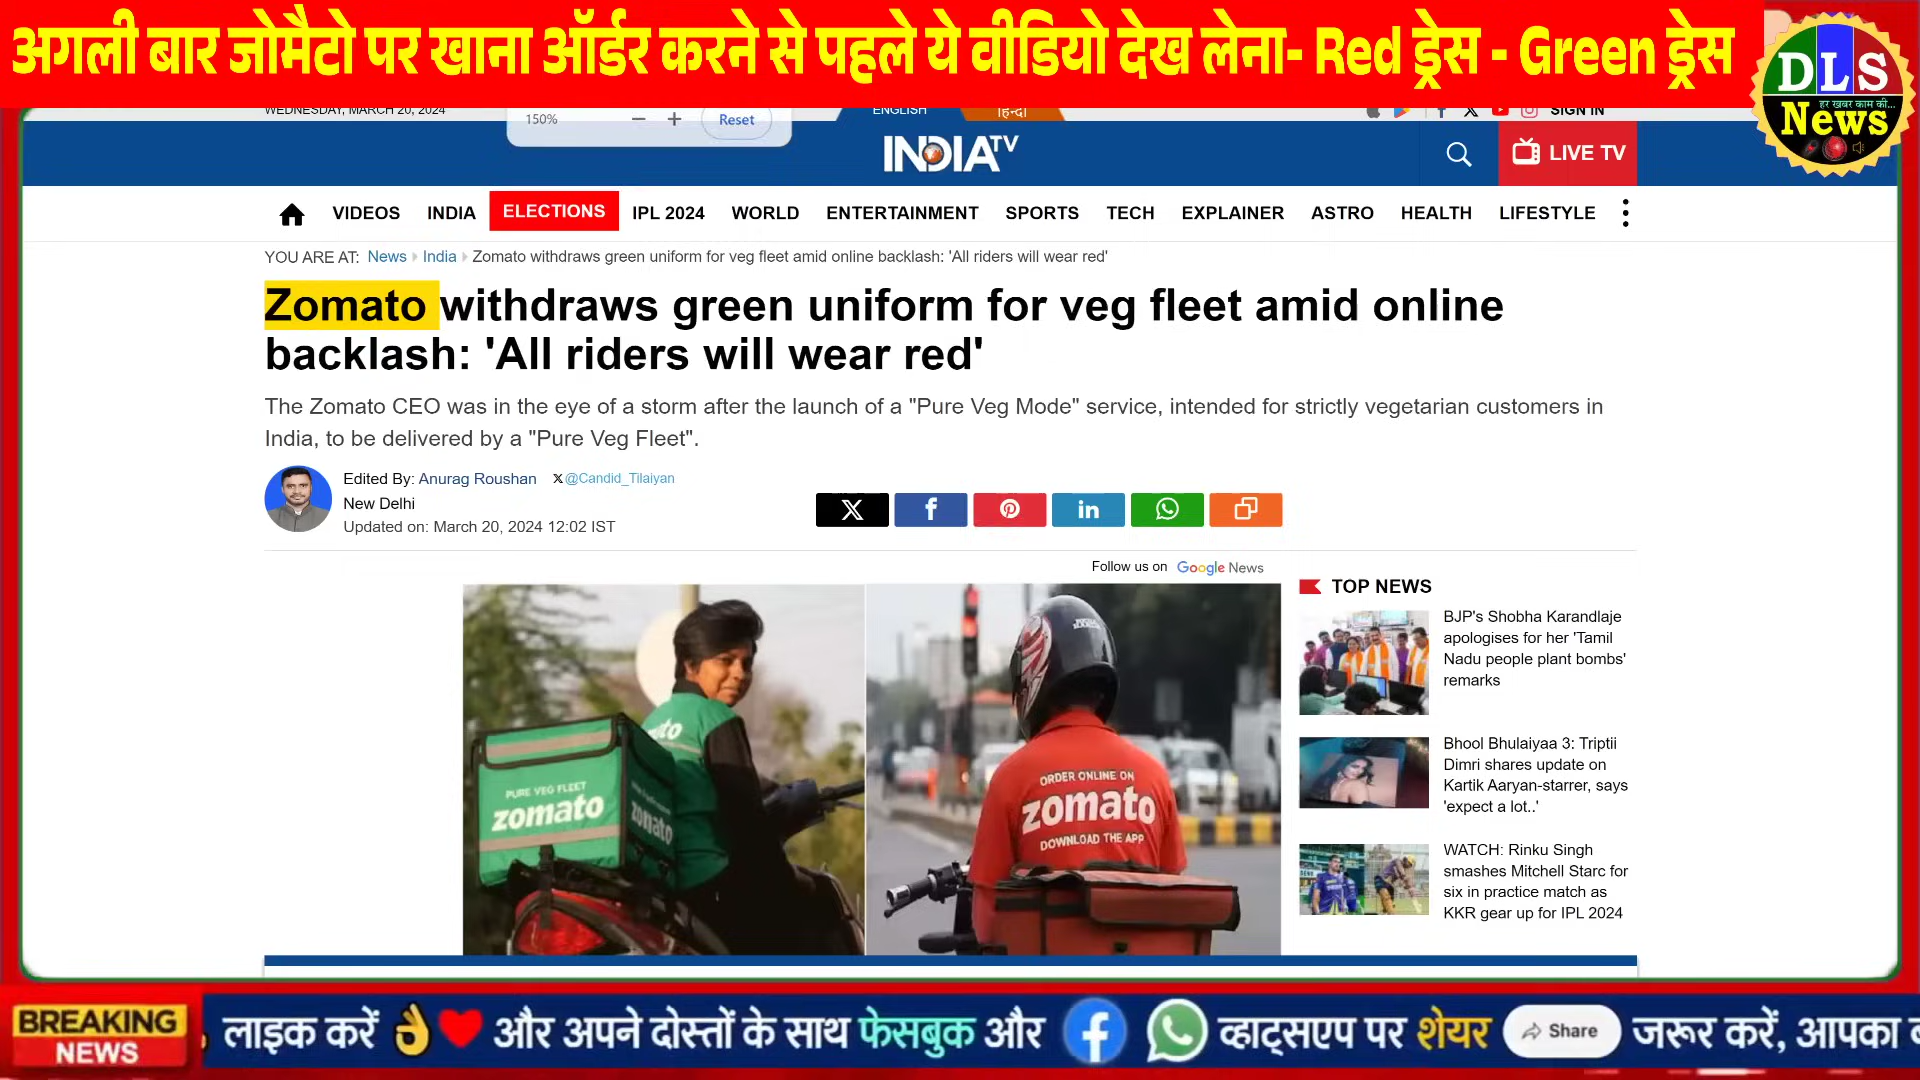 अगली बार जोमैटो पर खाना ऑर्डर करने से पहले ये वीडियो देख लेना- Red ड्रेस - Green ड्रेस
DLS
हर खबर काम की...
News
WEDNESDAY, MARCH 20, 2024
150%
Reset
ENGLISH
हिन्दी
SIGN IN
INDIA TV
LIVE TV
VIDEOS INDIA ELECTIONS IPL 2024 WORLD ENTERTAINMENT SPORTS TECH EXPLAINER ASTRO HEALTH LIFESTYLE
YOU ARE AT: News India Zomato withdraws green uniform for veg fleet amid online backlash: 'All riders will wear red'
Zomato withdraws green uniform for veg fleet amid online
backlash: 'All riders will wear red'
The Zomato CEO was in the eye of a storm after the launch of a "Pure Veg Mode" service, intended for strictly vegetarian customers in
India, to be delivered by a "Pure Veg Fleet".
Edited By: Anurag Roushan X@Candid_Tilaiyan
New Delhi
Updated on: March 20, 2024 12:02 IST
Follow us on Google News
PURE VEG FLEET
zomato
zomato
ORDER ONLINE ON
zomato
DOWNLOAD THE APP
TOP NEWS
BJP's Shobha Karandlaje
apologises for her 'Tamil
Nadu people plant bombs'
remarks
Bhool Bhulaiyaa 3: Triptii
Dimri shares update on
Kartik Aaryan-starrer, says
'expect a lot..'
WATCH: Rinku Singh
smashes Mitchell Starc for
six in practice match as
KKR gear up for IPL 2024
BREAKING
NEWS
लाइक करें और अपने दोस्तों के साथ फेसबुक और व्हाट्सएप पर शेयर Share जरूर करें, आपका